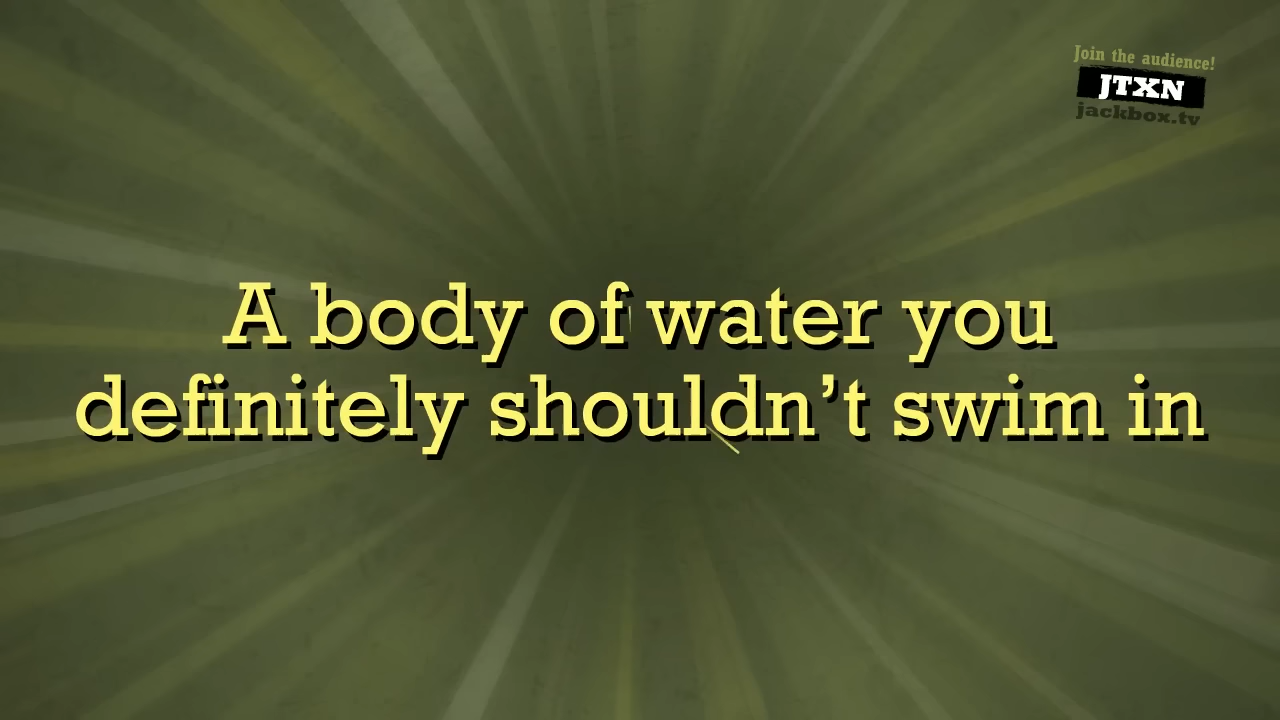 Join the audience!
JTXN
jackbox.tv
A body of water you
definitely shouldn’t swim in